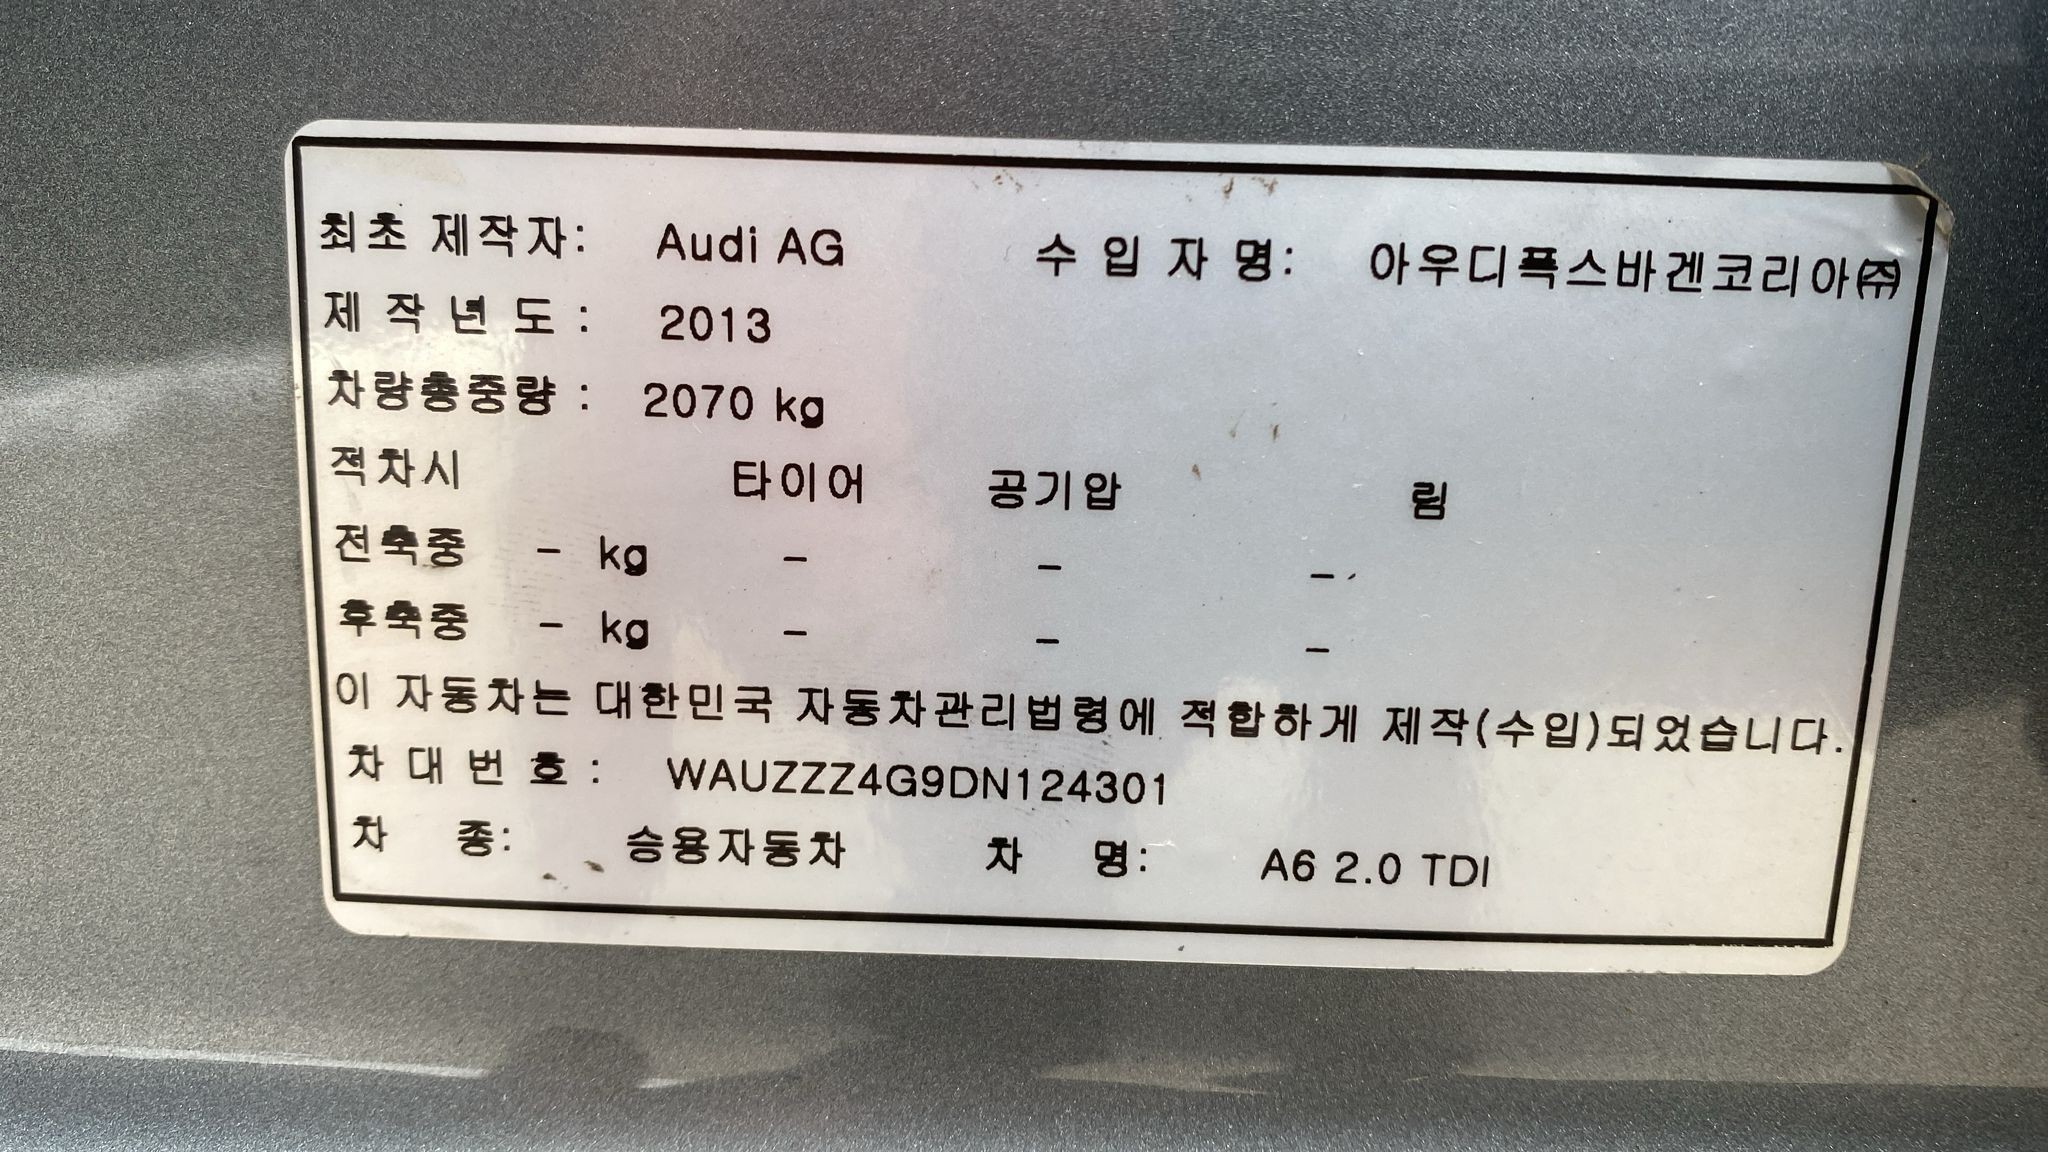 최초 제작자: Audi AG 수 입 자 명: 아우디폭스바겐코리아㈜
제 작 년 도 : 2013
차량총중량 : 2070 kg
적차시 타이어 공기압 림
전축중 - kg - - -
후축중 - kg - - -
이 자동차는 대한민국 자동차관리법령에 적합하게 제작(수입)되었습니다.
차 대 번 호 : WAUZZZ4G9DN124301
차 종: 승용자동차 차 명: A6 2.0 TDI